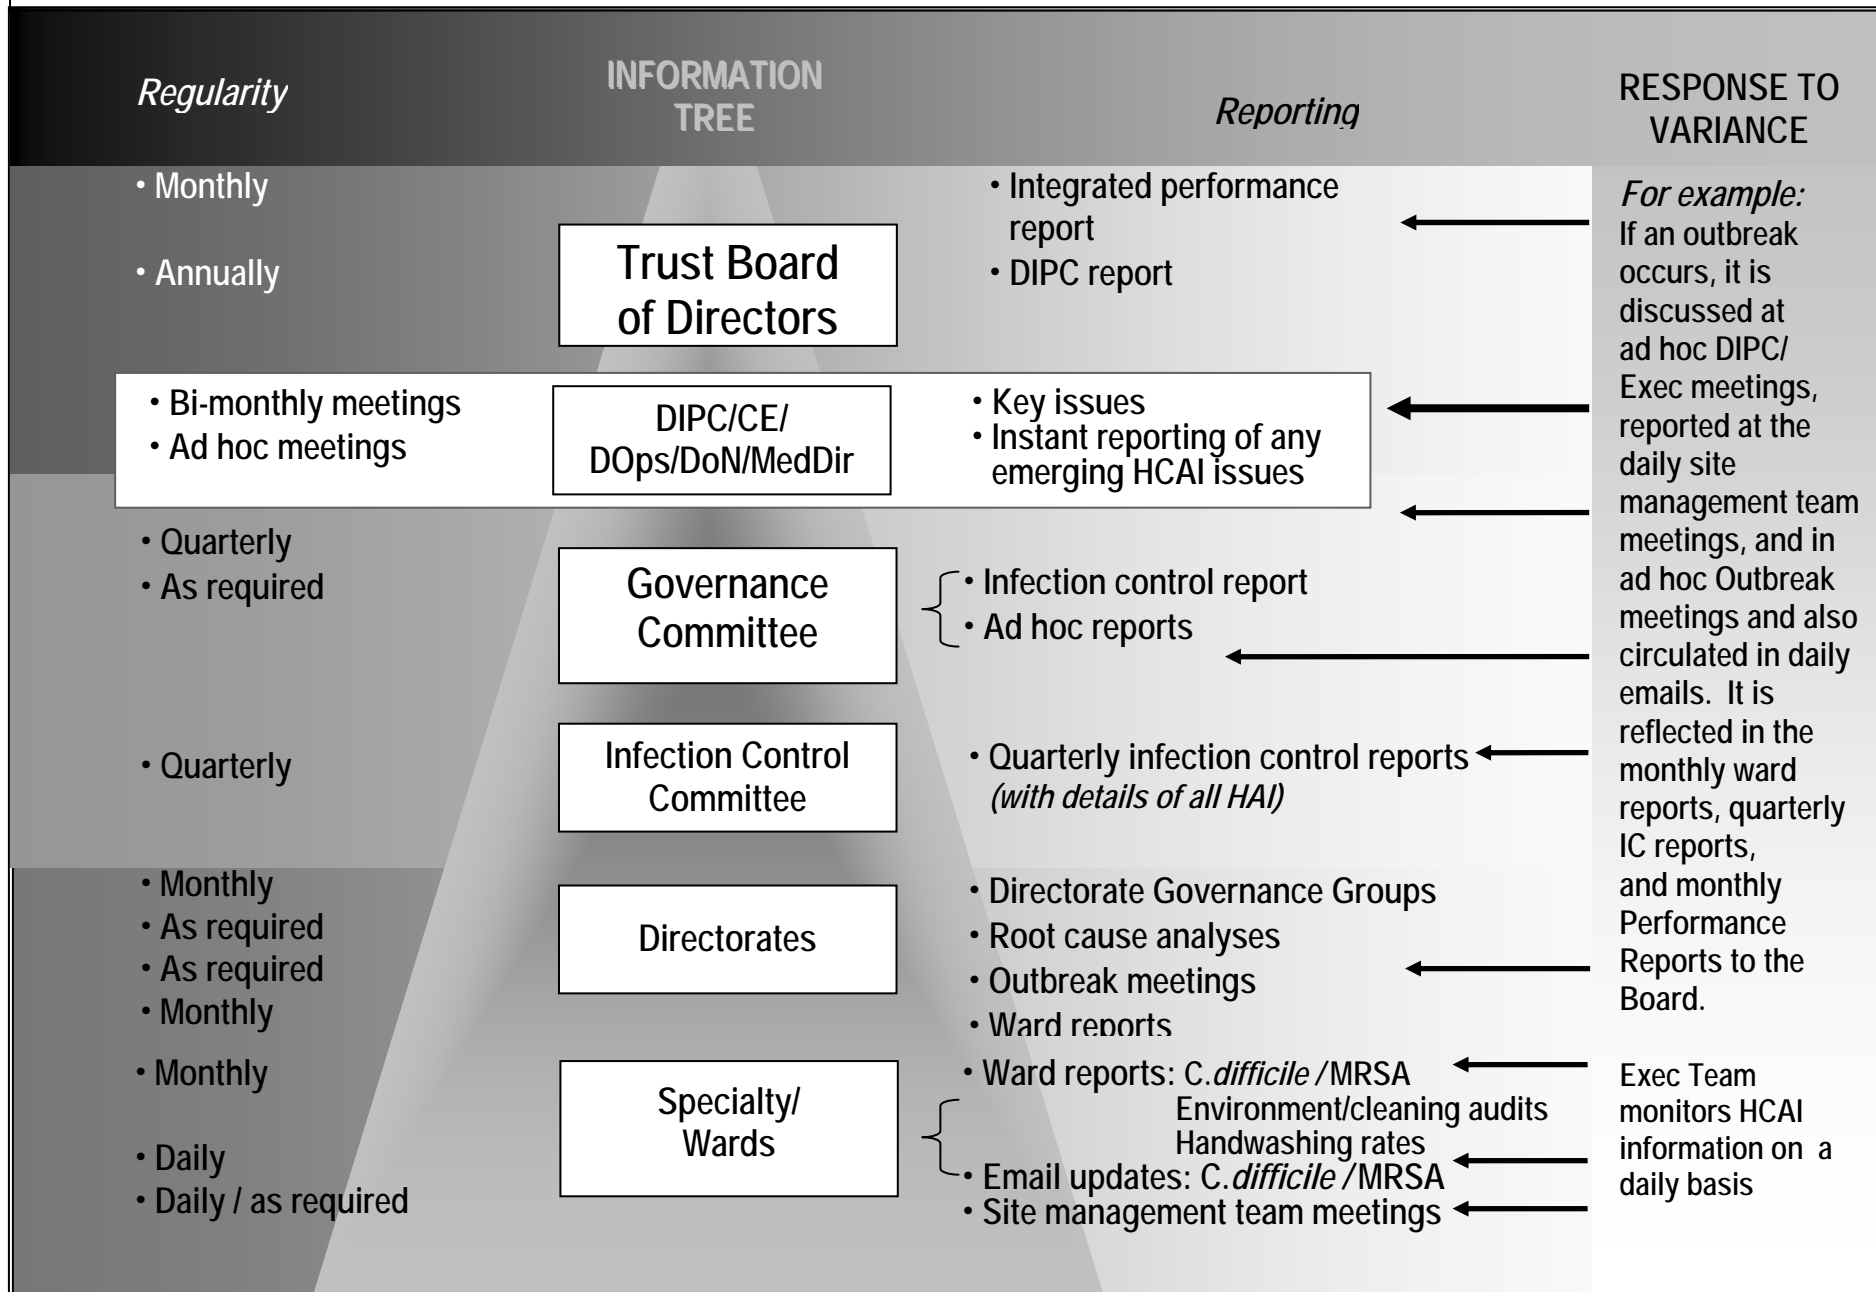 Regularity
INFORMATION
TREE
Reporting
RESPONSE TO
VARIANCE
• Monthly
• Annually
Trust Board
of Directors
• Integrated performance
report
• DIPC report
• Bi-monthly meetings
• Ad hoc meetings
DIPC/CE/
DOps/DoN/MedDir
• Key issues
• Instant reporting of any
emerging HCAI issues
• Quarterly
• As required
Governance
Committee
• Infection control report
• Ad hoc reports
• Quarterly
Infection Control
Committee
• Quarterly infection control reports
(with details of all HAI)
• Monthly
• As required
• As required
• Monthly
Directorates
• Directorate Governance Groups
• Root cause analyses
• Outbreak meetings
• Ward reports
• Monthly
• Daily
• Daily / as required
Specialty/
Wards
• Ward reports: C.difficile /MRSA
Environment/cleaning audits
Handwashing rates
• Email updates: C.difficile /MRSA
• Site management team meetings
For example:
If an outbreak
occurs, it is
discussed at
ad hoc DIPC/
Exec meetings,
reported at the
daily site
management team
meetings, and in
ad hoc Outbreak
meetings and also
circulated in daily
emails. It is
reflected in the
monthly ward
reports, quarterly
IC reports,
and monthly
Performance
Reports to the
Board.
Exec Team
monitors HCAI
information on a
daily basis